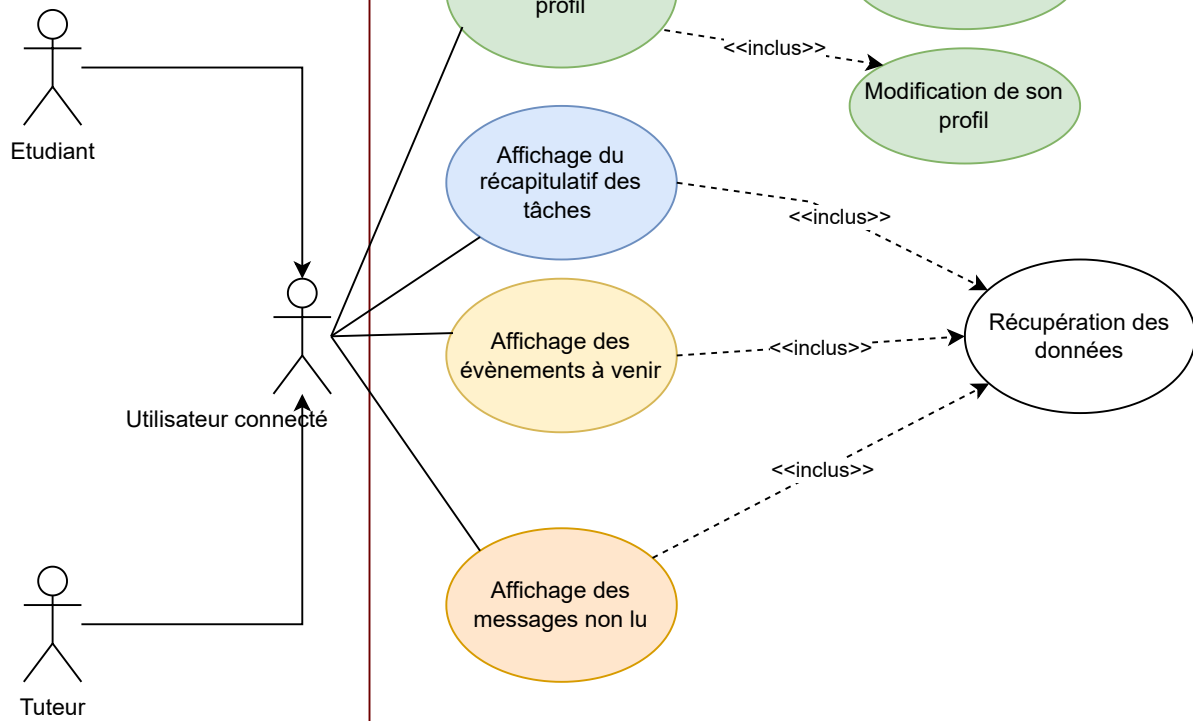 profil
<<inclus>>
Modification de son
profil
Etudiant
Affichage du
récapitulatif des
tâches
<<inclus>>
Récupération des
données
Affichage des
évènements à venir
<<inclus>>
Utilisateur connecté
<<inclus>>
Affichage des
messages non lu
Tuteur